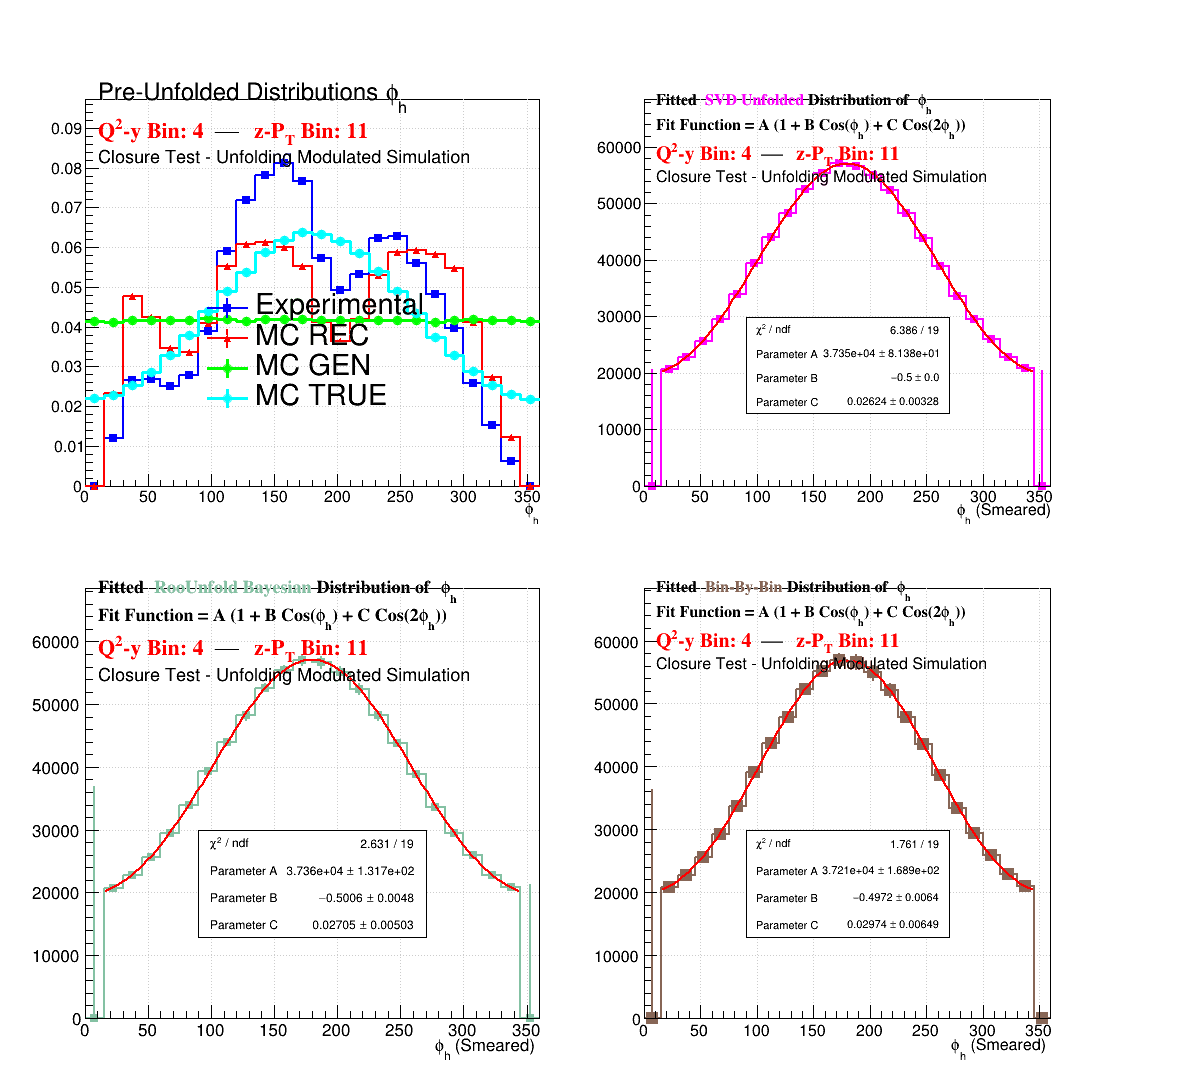 Pre-Unfolded Distributions ϕh
Q²-y Bin: 4 — z-PT Bin: 11
Closure Test - Unfolding Modulated Simulation
0.09
0.08
0.07
0.06
0.05
0.04
0.03
0.02
0.01
0
Experimental
MC REC
MC GEN
MC TRUE
0 50 100 150 200 250 300 350
ϕh
Fitted SVD Unfolded Distribution of ϕh
Fit Function = A (1 + B Cos(ϕh) + C Cos(2ϕh))
Q²-y Bin: 4 — z-PT Bin: 11
Closure Test - Unfolding Modulated Simulation
60000
50000
40000
30000
20000
10000
0
χ² / ndf 6.386 / 19
Parameter A 3.735e+04 ± 8.138e+01
Parameter B −0.5 ± 0.0
Parameter C 0.02624 ± 0.00328
0 50 100 150 200 250 300 350
ϕh (Smeared)
Fitted RooUnfold Bayesian Distribution of ϕh
Fit Function = A (1 + B Cos(ϕh) + C Cos(2ϕh))
Q²-y Bin: 4 — z-PT Bin: 11
Closure Test - Unfolding Modulated Simulation
60000
50000
40000
30000
20000
10000
0
χ² / ndf 2.631 / 19
Parameter A 3.736e+04 ± 1.317e+02
Parameter B −0.5006 ± 0.0048
Parameter C 0.02705 ± 0.00503
0 50 100 150 200 250 300 350
ϕh (Smeared)
Fitted Bin-By-Bin Distribution of ϕh
Fit Function = A (1 + B Cos(ϕh) + C Cos(2ϕh))
Q²-y Bin: 4 — z-PT Bin: 11
Closure Test - Unfolding Modulated Simulation
60000
50000
40000
30000
20000
10000
0
χ² / ndf 1.761 / 19
Parameter A 3.721e+04 ± 1.689e+02
Parameter B −0.4972 ± 0.0064
Parameter C 0.02974 ± 0.00649
0 50 100 150 200 250 300 350
ϕh (Smeared)